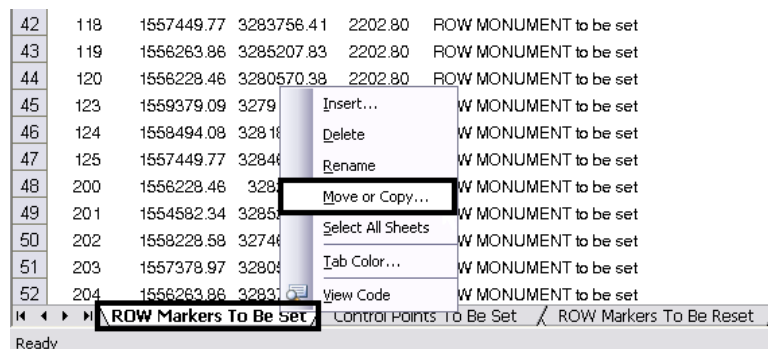 42 118 1557449.77 3283756.41 2202.80 ROW MONUMENT to be set
43 119 1556263.86 3285207.83 2202.80 ROW MONUMENT to be set
44 120 1556228.46 3280570.38 2202.80 ROW MONUMENT to be set
45 123 1559379.09 3279 Insert... W MONUMENT to be set
46 124 1558494.08 32818 Delete W MONUMENT to be set
47 125 1557449.77 32846 Rename W MONUMENT to be set
48 200 1556228.46 328 Move or Copy... W MONUMENT to be set
49 201 1554582.34 3285 Select All Sheets W MONUMENT to be set
50 202 1558228.58 32746 W MONUMENT to be set
51 203 1557378.97 3280 Tab Color... W MONUMENT to be set
52 204 1556263.86 3283 View Code W MONUMENT to be set
ROW Markers To Be Set / Control Points To Be Set / ROW Markers To Be Reset
Ready